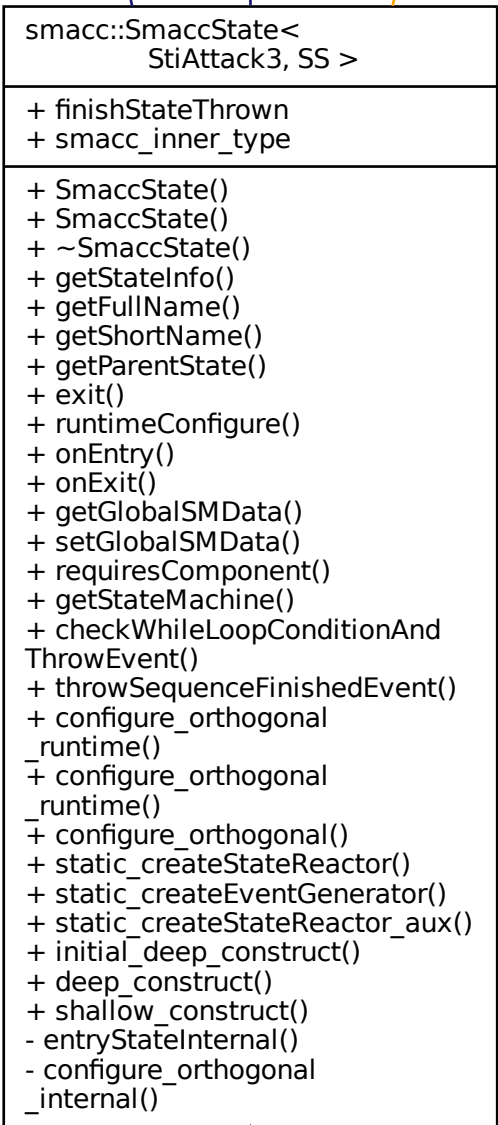 smacc::SmaccState<
StiAttack3, SS >
+ finishStateThrown
+ smacc_inner_type
+ SmaccState()
+ SmaccState()
+ ~SmaccState()
+ getStateInfo()
+ getFullName()
+ getShortName()
+ getParentState()
+ exit()
+ runtimeConfigure()
+ onEntry()
+ onExit()
+ getGlobalSMData()
+ setGlobalSMData()
+ requiresComponent()
+ getStateMachine()
+ checkWhileLoopConditionAnd
ThrowEvent()
+ throwSequenceFinishedEvent()
+ configure_orthogonal
_runtime()
+ configure_orthogonal
_runtime()
+ configure_orthogonal()
+ static_createStateReactor()
+ static_createEventGenerator()
+ static_createStateReactor_aux()
+ initial_deep_construct()
+ deep_construct()
+ shallow_construct()
- entryStateInternal()
- configure_orthogonal
_internal()